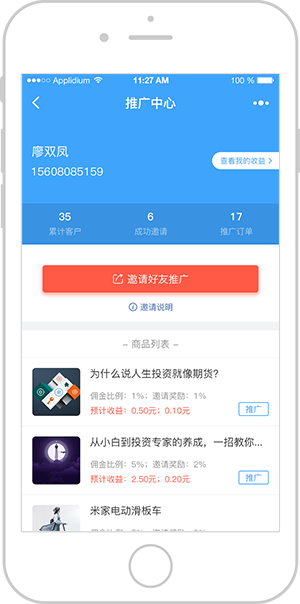 Applidium
11:27 AM
100 %
推广中心
廖双凤
15608085159
查看我的收益
35
6
17
累计客户
成功邀请
推广订单
邀请好友推广
邀请说明
– 商品列表 –
为什么说人生投资就像期货?
佣金比例：1%；邀请奖励：1%
预计收益：0.50元；0.10元
推广
从小白到投资专家的养成，一招教你...
佣金比例：5%；邀请奖励：2%
预计收益：2.50元；0.20元
推广
米家电动滑板车